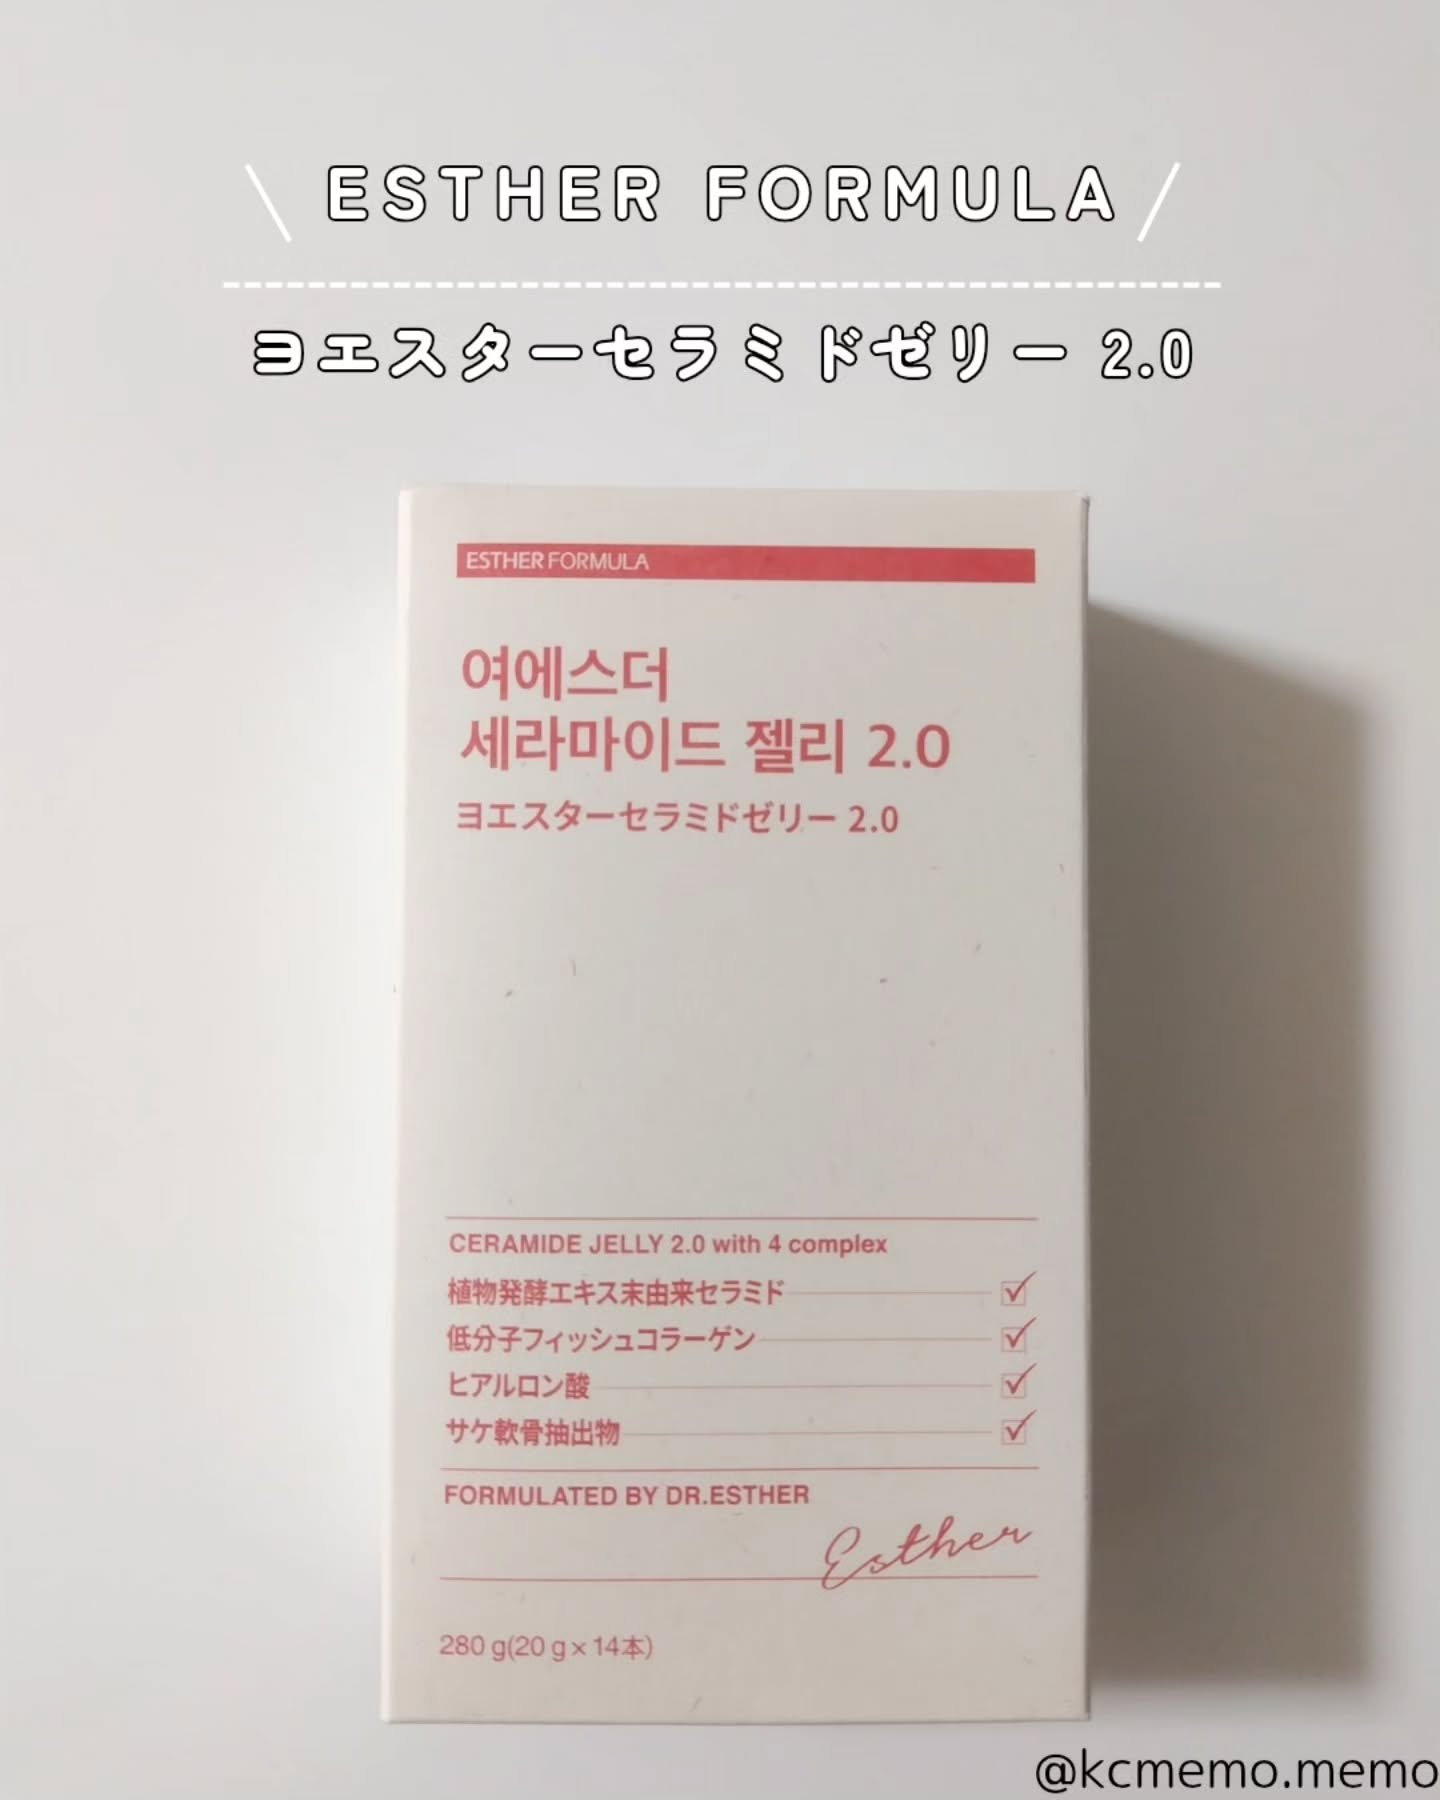 ESTHER FORMULA
ヨエスターセラミドゼリー 2.0
ESTHER FORMULA
여에스더
세라마이드 젤리 2.0
ヨエスターセラミドゼリー 2.0
CERAMIDE JELLY 2.0 with 4 complex
植物発酵エキス末由来セラミド
低分子フィッシュコラーゲン
ヒアルロン酸
サケ軟骨抽出物
FORMULATED BY DR.ESTHER
Esther
280 g(20 g × 14本)
@kcmemo.memo